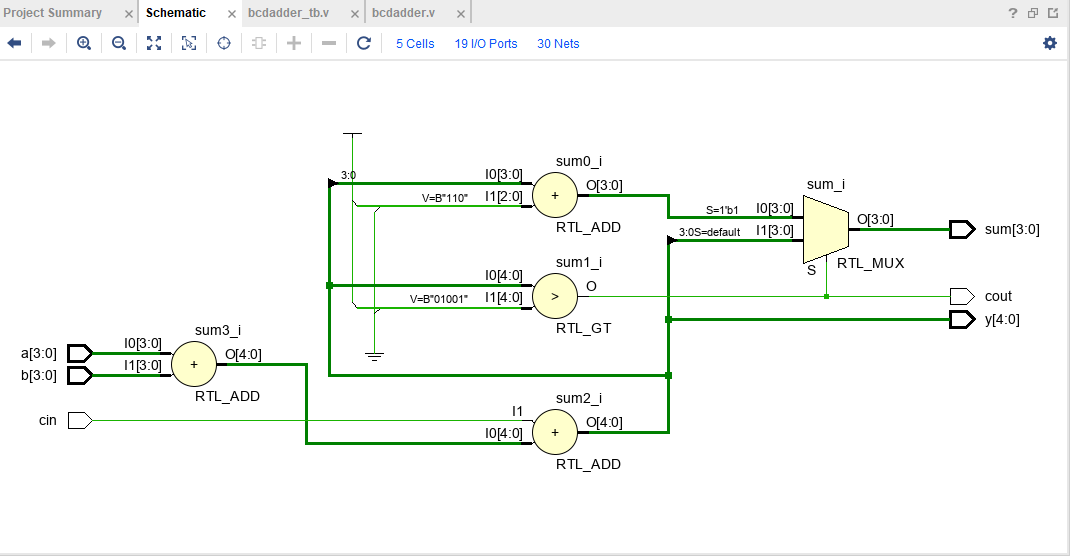 Project Summary × Schematic × bcdadder_tb.v × bcdadder.v × ?
5 Cells 19 I/O Ports 30 Nets
sum0_i
3:0 I0[3:0] O[3:0]
V=B"110" I1[2:0] +
RTL_ADD
sum_i
S=1'b1 I0[3:0] O[3:0]
3:0S=default I1[3:0]
S RTL_MUX
sum[3:0]
sum1_i
I0[4:0] O
V=B"01001" I1[4:0] >
RTL_GT
cout
y[4:0]
sum3_i
a[3:0] I0[3:0] O[4:0]
b[3:0] I1[3:0] +
RTL_ADD
sum2_i
cin I1 O[4:0]
I0[4:0] +
RTL_ADD